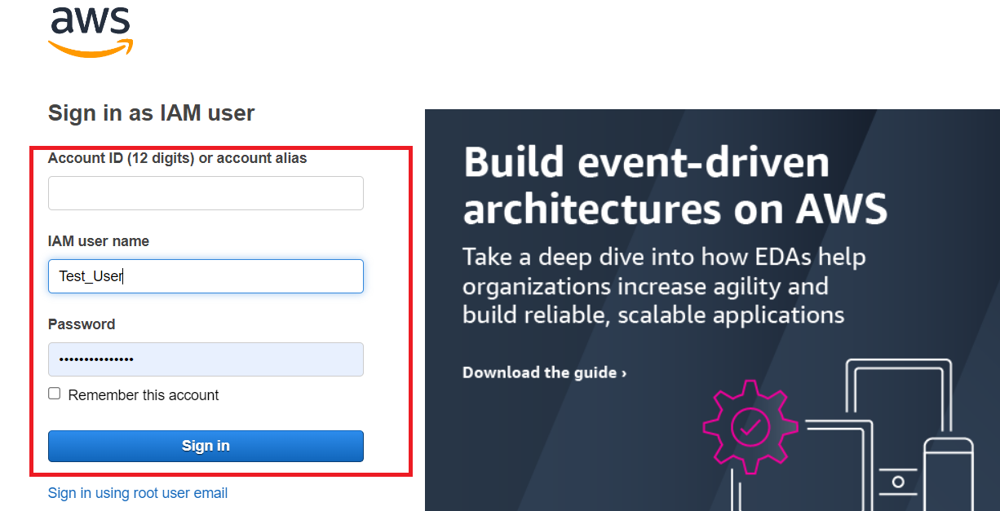 aws
Sign in as IAM user
Account ID (12 digits) or account alias
IAM user name
Test_User
Password
•••••••••••••••
Remember this account
Sign in
Sign in using root user email
Build event-driven
architectures on AWS
Take a deep dive into how EDAs help
organizations increase agility and
build reliable, scalable applications
Download the guide ›